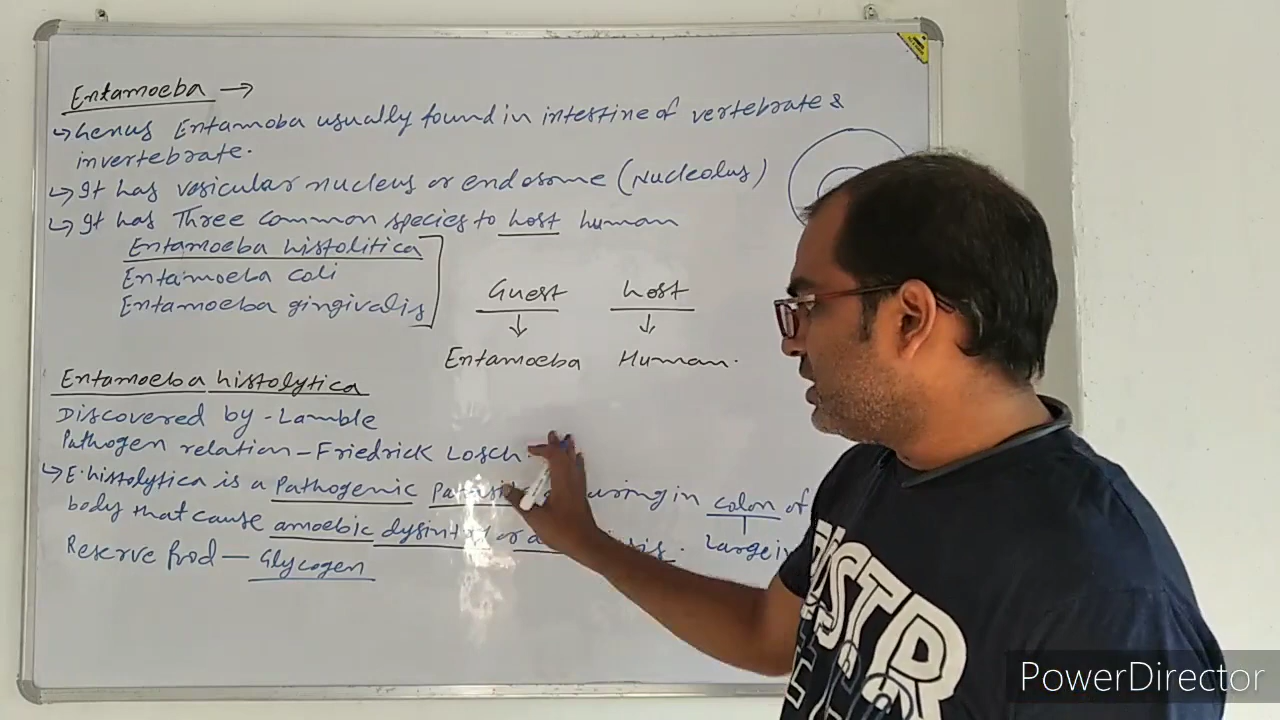 Entamoeba →
↳ Genus Entamoba usually found in intestine of vertebrate &
invertebrate.
↳ It has vesicular nucleus or endosome (Nucleolus)
↳ It has Three common species to host human
Entamoeba histolitica
Entamoeba coli
Entamoeba gingivalis
Guest Host
↓ ↓
Entamoeba Human.
Entamoeba histolytica
Discovered by - Lamble
Pathogen relation - Friedrick Losch.
↳ E. histolytica is a Pathogenic in colon of
body that cause amoebic or
Large
Reserve food — Glycogen
PowerDirector